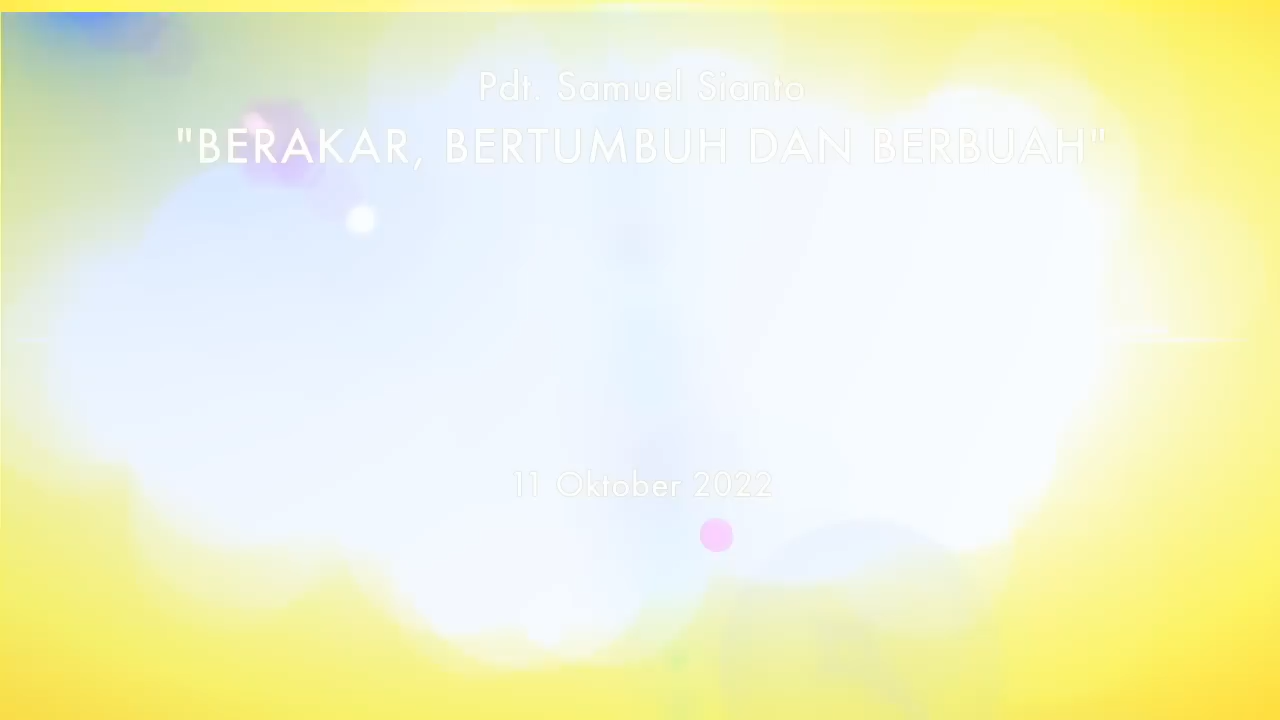 Pdt. Samuel Sianto
"BERAKAR, BERTUMBUH DAN BERBUAH"
11 Oktober 2022